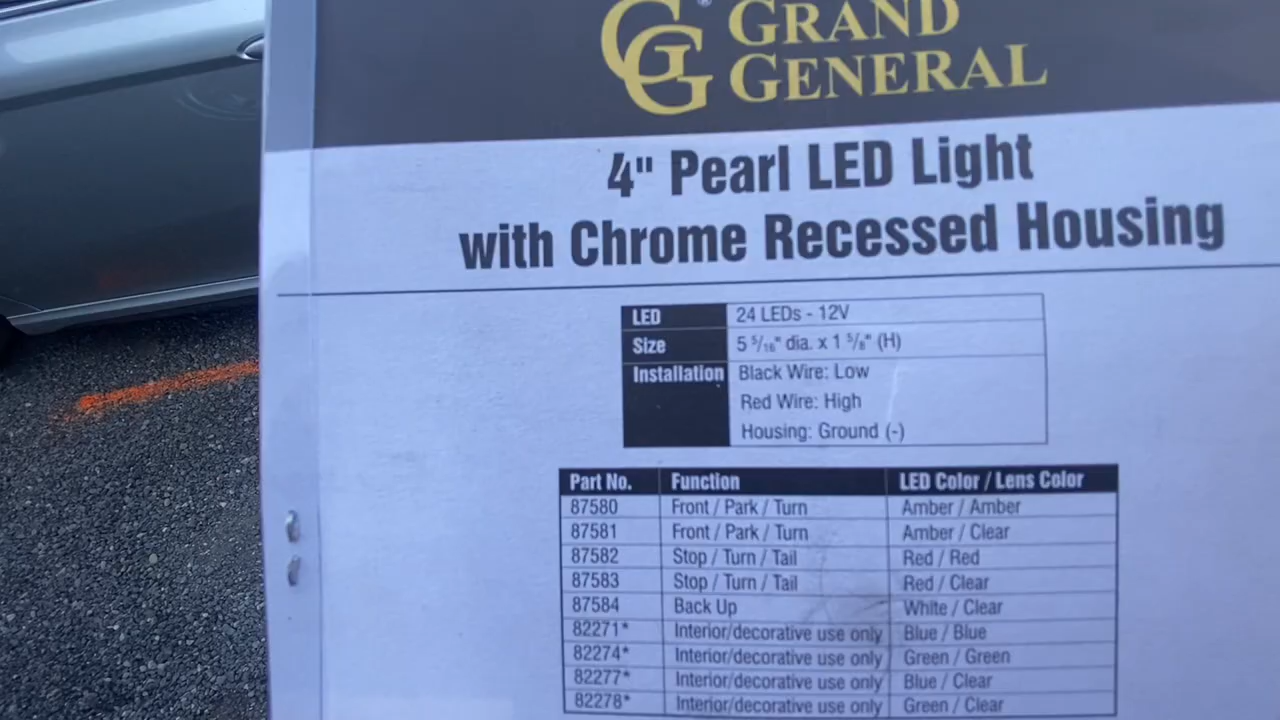 GG® GRAND
GENERAL
4" Pearl LED Light
with Chrome Recessed Housing
LED 24 LEDs - 12V
Size 5 5/16" dia. x 1 5/8" (H)
Installation Black Wire: Low
Red Wire: High
Housing: Ground (-)
Part No. Function LED Color / Lens Color
87580 Front / Park / Turn Amber / Amber
87581 Front / Park / Turn Amber / Clear
87582 Stop / Turn / Tail Red / Red
87583 Stop / Turn / Tail Red / Clear
87584 Back Up White / Clear
82271* Interior/decorative use only Blue / Blue
82274* Interior/decorative use only Green / Green
82277* Interior/decorative use only Blue / Clear
82278* Interior/decorative use only Green / Clear